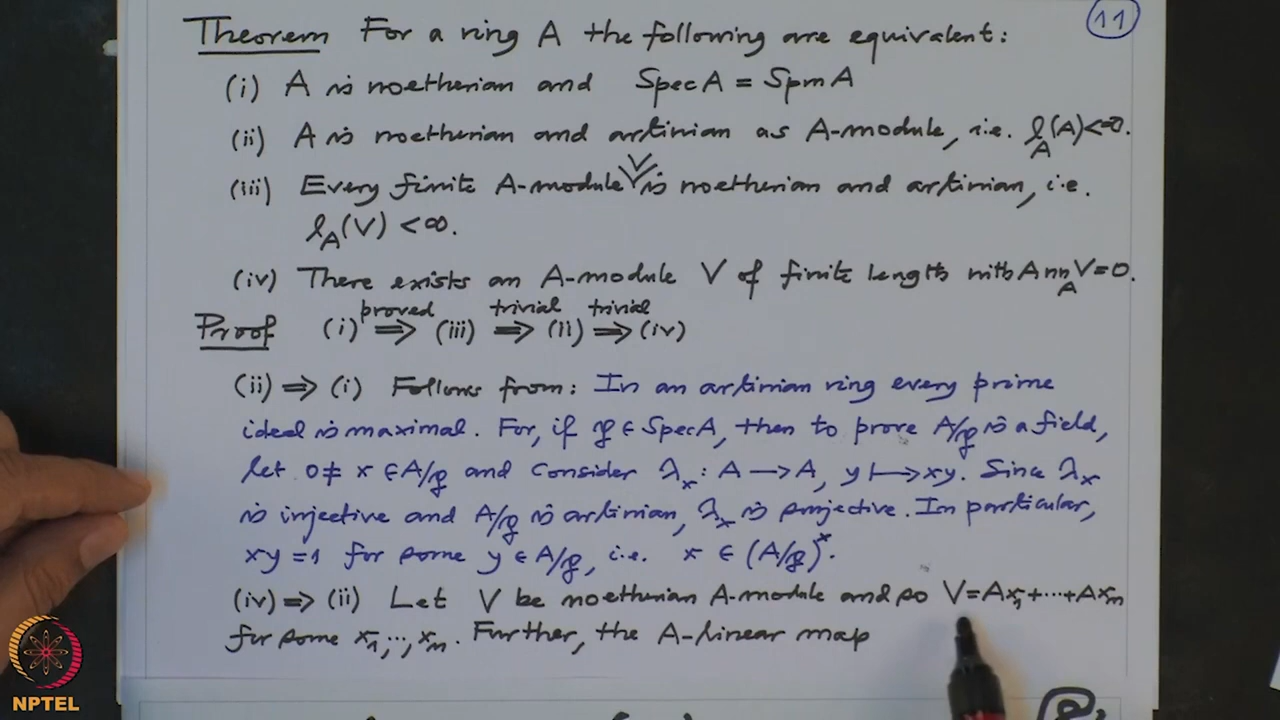 11
Theorem For a ring A the following are equivalent:
(i) A is noetherian and Spec A = Spm A
(ii) A is noetherian and artinian as A-module, i.e. ℓ_A(A)<∞.
(iii) Every finite A-module V is noetherian and artinian, i.e.
ℓ_A(V) < ∞.
(iv) There exists an A-module V of finite length with Ann_A V = 0.
proved trivial trivial
Proof (i) ⟹ (iii) ⟹ (ii) ⟹ (iv)
(ii) ⟹ (i) Follows from: In an artinian ring every prime
ideal is maximal. For, if 𝔭 ∈ Spec A, then to prove A/𝔭 is a field,
let 0 ≠ x ∈ A/𝔭 and consider λ_x : A ⟶ A, y ⟼ xy. Since λ_x
is injective and A/𝔭 is artinian, λ_x is surjective. In particular,
xy = 1 for some y ∈ A/𝔭, i.e. x ∈ (A/𝔭)^×.
(iv) ⟹ (ii) Let V be noetherian A-module and so V = Ax_1 + ⋯ + Ax_n
for some x_1, ⋯, x_n. Further, the A-linear map
NPTEL